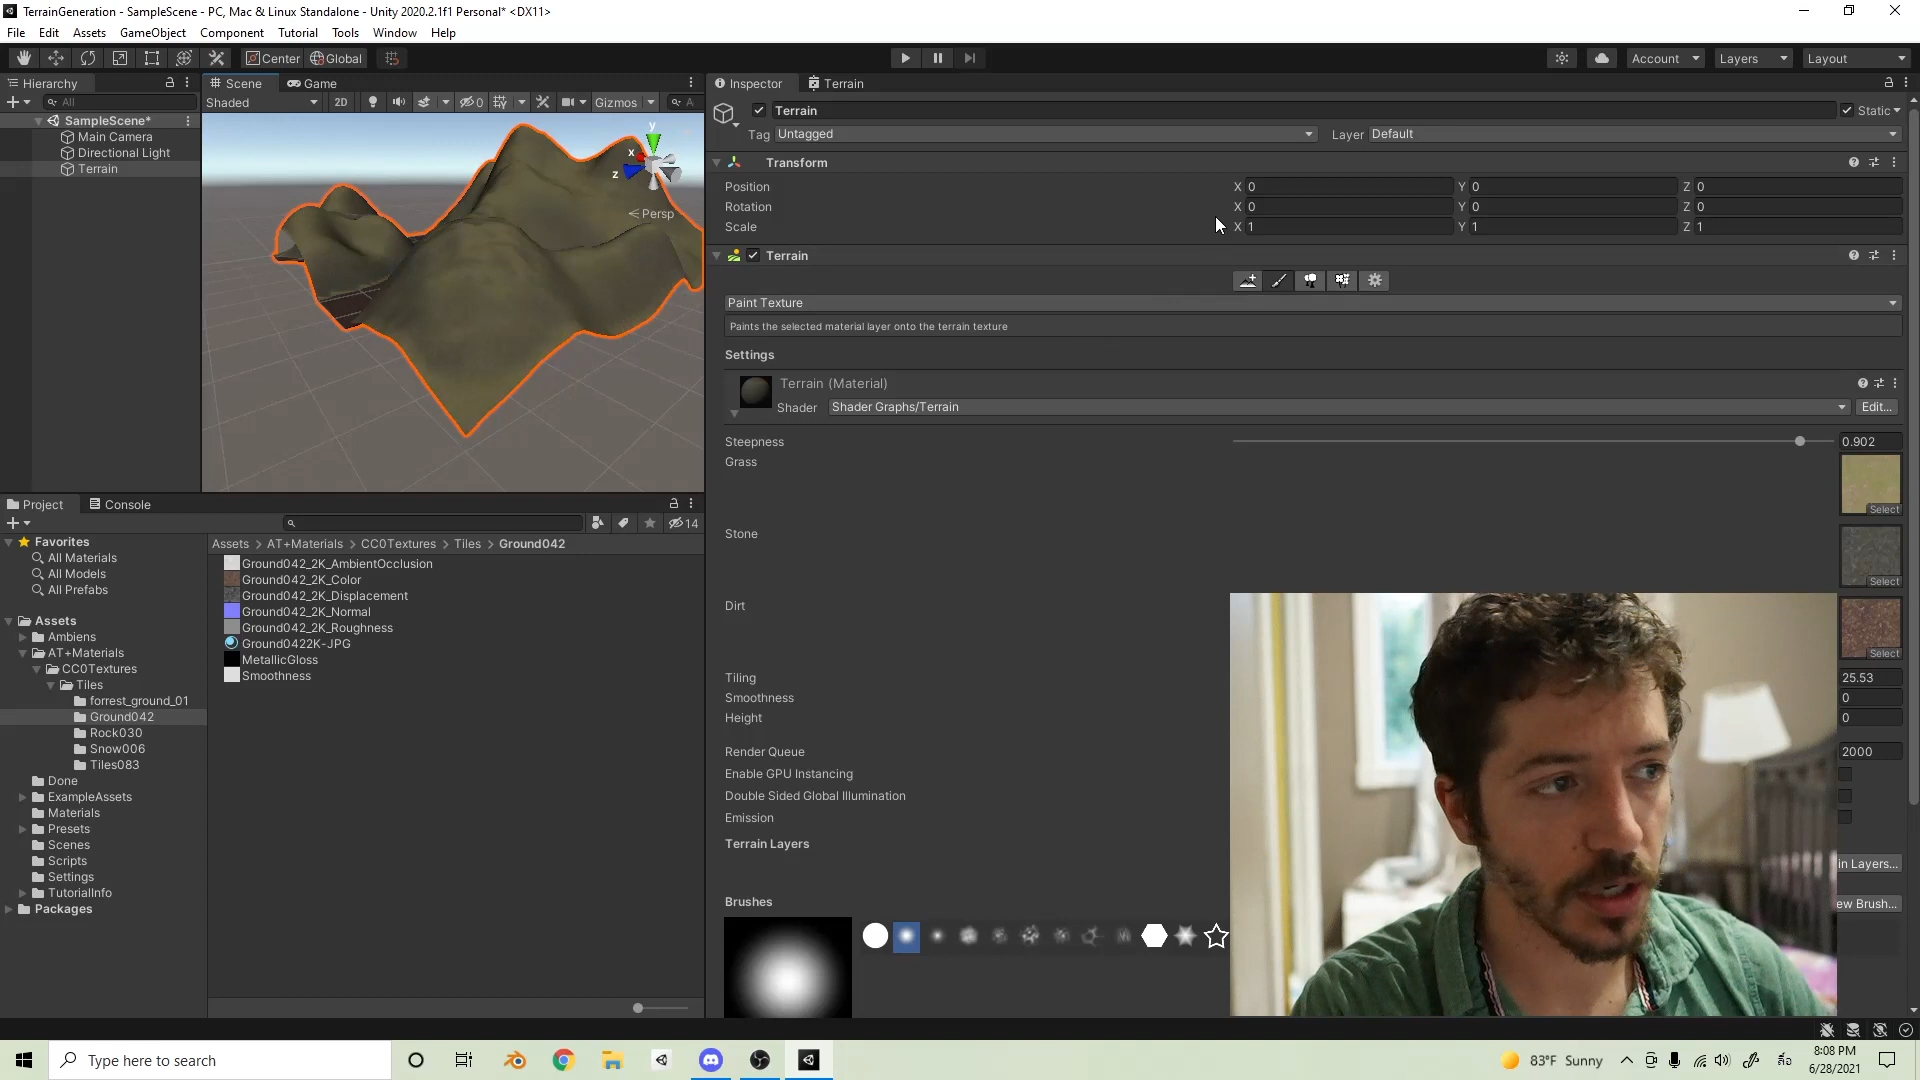 TerrainGeneration - SampleScene - PC, Mac & Linux Standalone - Unity 2020.2.1f1 Personal* <DX11>
File Edit Assets GameObject Component Tutorial Tools Window Help
Center Global Account Layers Layout
Hierarchy
All
SampleScene*
Main Camera
Directional Light
Terrain
Scene Game
Shaded 2D 0 Gizmos A
y
x
z
Persp
Project Console
14
Favorites
All Materials
All Models
All Prefabs
Assets
Ambiens
AT+Materials
CC0Textures
Tiles
forrest_ground_01
Ground042
Rock030
Snow006
Tiles083
Done
ExampleAssets
Materials
Presets
Scenes
Scripts
Settings
TutorialInfo
Packages
Assets > AT+Materials > CC0Textures > Tiles > Ground042
Ground042_2K_AmbientOcclusion
Ground042_2K_Color
Ground042_2K_Displacement
Ground042_2K_Normal
Ground042_2K_Roughness
Ground0422K-JPG
MetallicGloss
Smoothness
Inspector Terrain
Terrain Static
Tag Untagged Layer Default
Transform
Position X 0 Y 0 Z 0
Rotation X 0 Y 0 Z 0
Scale X 1 Y 1 Z 1
Terrain
Paint Texture
Paints the selected material layer onto the terrain texture
Settings
Terrain (Material)
Shader Shader Graphs/Terrain Edit...
Steepness 0.902
Grass
Select
Stone
Select
Dirt
Select
Tiling 25.53
Smoothness 0
Height 0
Render Queue 2000
Enable GPU Instancing
Double Sided Global Illumination
Emission
Terrain Layers
in Layers...
Brushes
ew Brush...
Type here to search
83°F Sunny
8:08 PM
6/28/2021